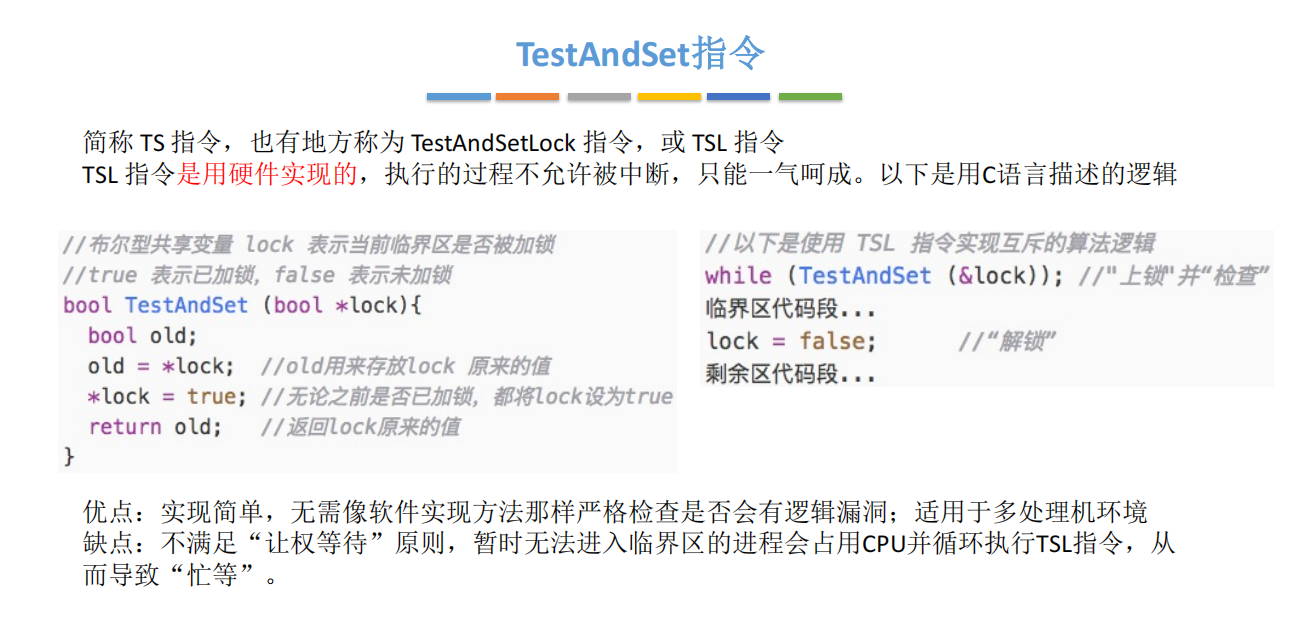 TestAndSet指令
简称 TS 指令，也有地方称为 TestAndSetLock 指令，或 TSL 指令
TSL 指令是用硬件实现的，执行的过程不允许被中断，只能一气呵成。以下是用C语言描述的逻辑
//布尔型共享变量 lock 表示当前临界区是否被加锁
//true 表示已加锁，false 表示未加锁
bool TestAndSet (bool *lock){
  bool old;
  old = *lock;  //old用来存放lock 原来的值
  *lock = true; //无论之前是否已加锁，都将lock设为true
  return old;   //返回lock原来的值
}
//以下是使用 TSL 指令实现互斥的算法逻辑
while (TestAndSet (&lock)); //"上锁"并“检查”
临界区代码段...
lock = false;      //“解锁”
剩余区代码段...
优点：实现简单，无需像软件实现方法那样严格检查是否会有逻辑漏洞；适用于多处理机环境
缺点：不满足“让权等待”原则，暂时无法进入临界区的进程会占用CPU并循环执行TSL指令，从
而导致“忙等”。